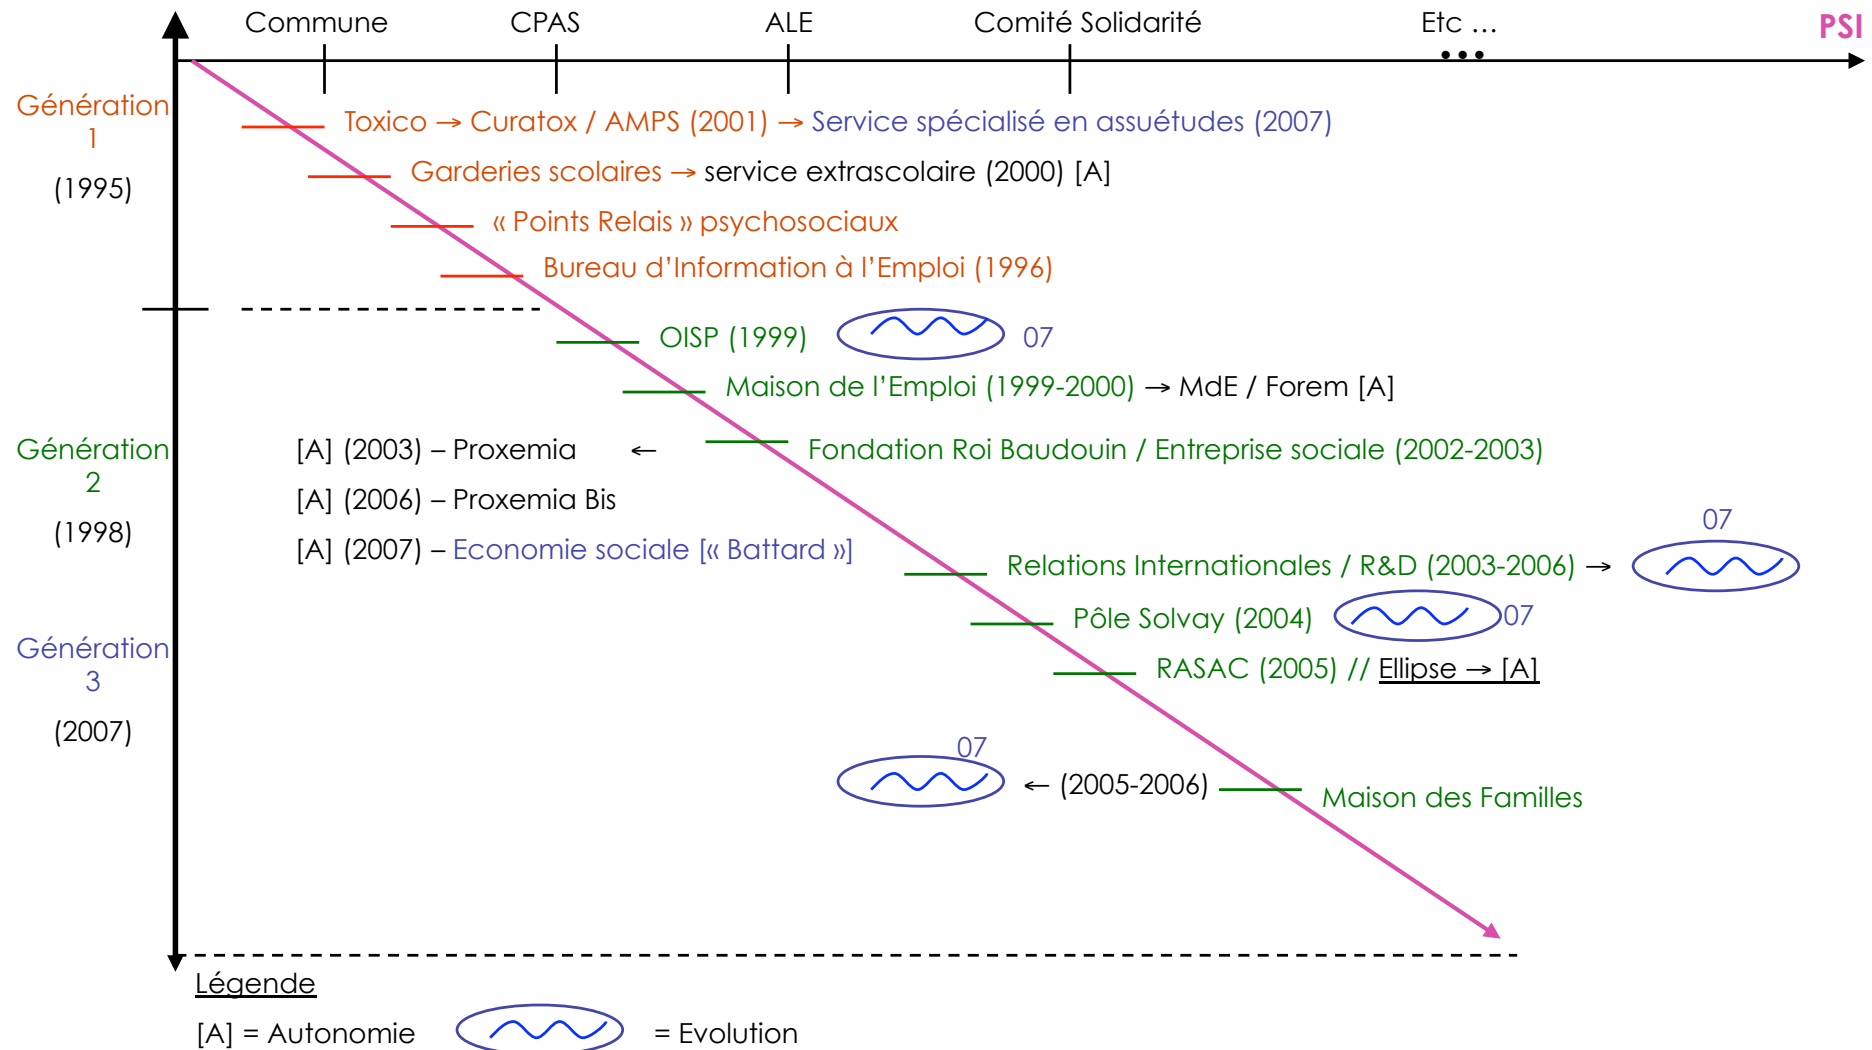 Commune CPAS ALE Comité Solidarité Etc ... PSI
•••
Génération
1
(1995)
Toxico → Curatox / AMPS (2001) → Service spécialisé en assuétudes (2007)
Garderies scolaires → service extrascolaire (2000) [A]
« Points Relais » psychosociaux
Bureau d’Information à l’Emploi (1996)
OISP (1999) 07
Maison de l’Emploi (1999-2000) → MdE / Forem [A]
Génération
2
(1998)
[A] (2003) – Proxemia ← Fondation Roi Baudouin / Entreprise sociale (2002-2003)
[A] (2006) – Proxemia Bis
[A] (2007) – Economie sociale [« Battard »]
07
Relations Internationales / R&D (2003-2006) →
Pôle Solvay (2004) 07
Génération
3
(2007)
RASAC (2005) // Ellipse → [A]
07
← (2005-2006) Maison des Familles
Légende
[A] = Autonomie = Evolution